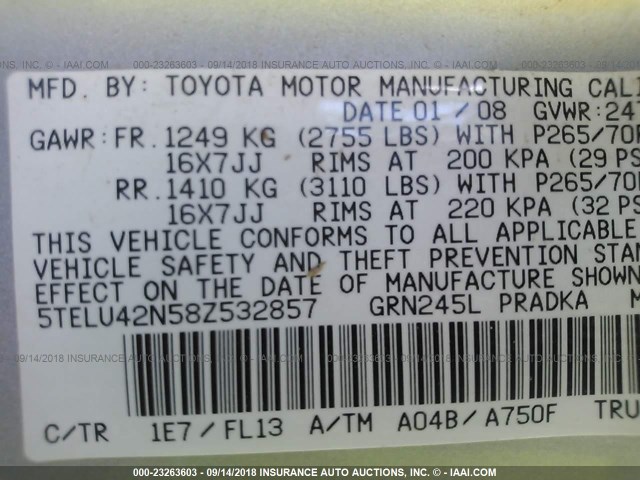 000-23263603 - 09/14/2018 INSURANCE AUTO AUCTIONS - © - IAAI.COM
MFD. BY: TOYOTA MOTOR MANUFACTURING CALI
DATE 01 / 08 GVWR: 24
GAWR: FR. 1249 KG (2755 LBS) WITH P265/70
16X7JJ RIMS AT 200 KPA (29 PS
RR. 1410 KG (3110 LBS) WITH P265/70
16X7JJ RIMS AT 220 KPA (32 PS
THIS VEHICLE CONFORMS TO ALL APPLICABLE
VEHICLE SAFETY AND THEFT PREVENTION STAN
EFFECT ON THE DATE OF MANUFACTURE SHOWN
5TELU42N58Z532857 GRN245L PRADKA M
C/TR 1E7 / FL13 A/TM A04B / A750F TRU
000-23263603 - 09/14/2018 INSURANCE AUTO AUCTIONS - © - IAAI.COM